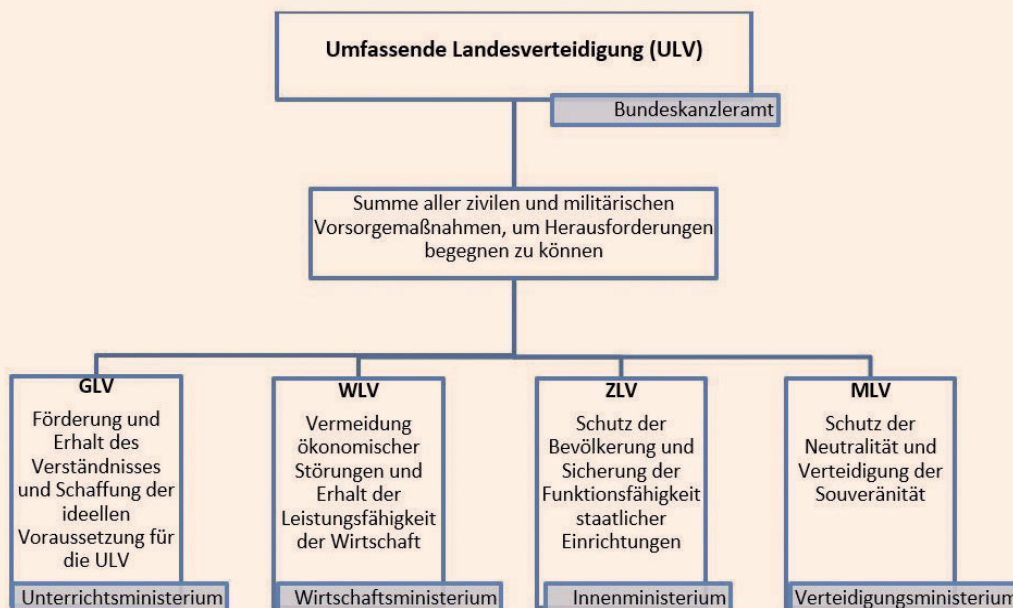 Umfassende Landesverteidigung (ULV)
Bundeskanzleramt
Summe aller zivilen und militärischen
Vorsorgemaßnahmen, um Herausforderungen
begegnen zu können
GLV
Förderung und
Erhalt des
Verständnisses
und Schaffung der
ideellen
Voraussetzung für
die ULV
Unterrichtsministerium
WLV
Vermeidung
ökonomischer
Störungen und
Erhalt der
Leistungsfähigkeit
der Wirtschaft
Wirtschaftsministerium
ZLV
Schutz der
Bevölkerung und
Sicherung der
Funktionsfähigkeit
staatlicher
Einrichtungen
Innenministerium
MLV
Schutz der
Neutralität und
Verteidigung der
Souveränität
Verteidigungsministerium